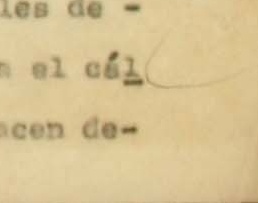 les de -
el cál
acen de-